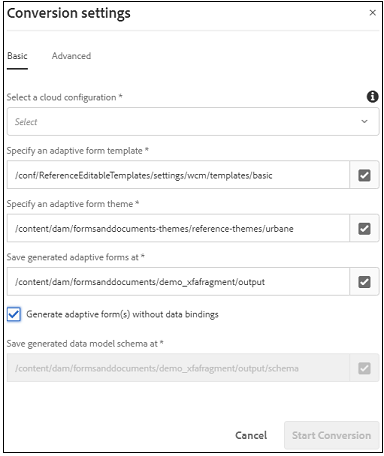 Conversion settings
Basic Advanced
Select a cloud configuration *
Select
Specify an adaptive form template *
/conf/ReferenceEditableTemplates/settings/wcm/templates/basic
Specify an adaptive form theme *
/content/dam/formsanddocuments-themes/reference-themes/urbane
Save generated adaptive forms at *
/content/dam/formsanddocuments/demo_xfafragment/output
Generate adaptive form(s) without data bindings
Save generated data model schema at *
/content/dam/formsanddocuments/demo_xfafragment/output/schema
Cancel Start Conversion